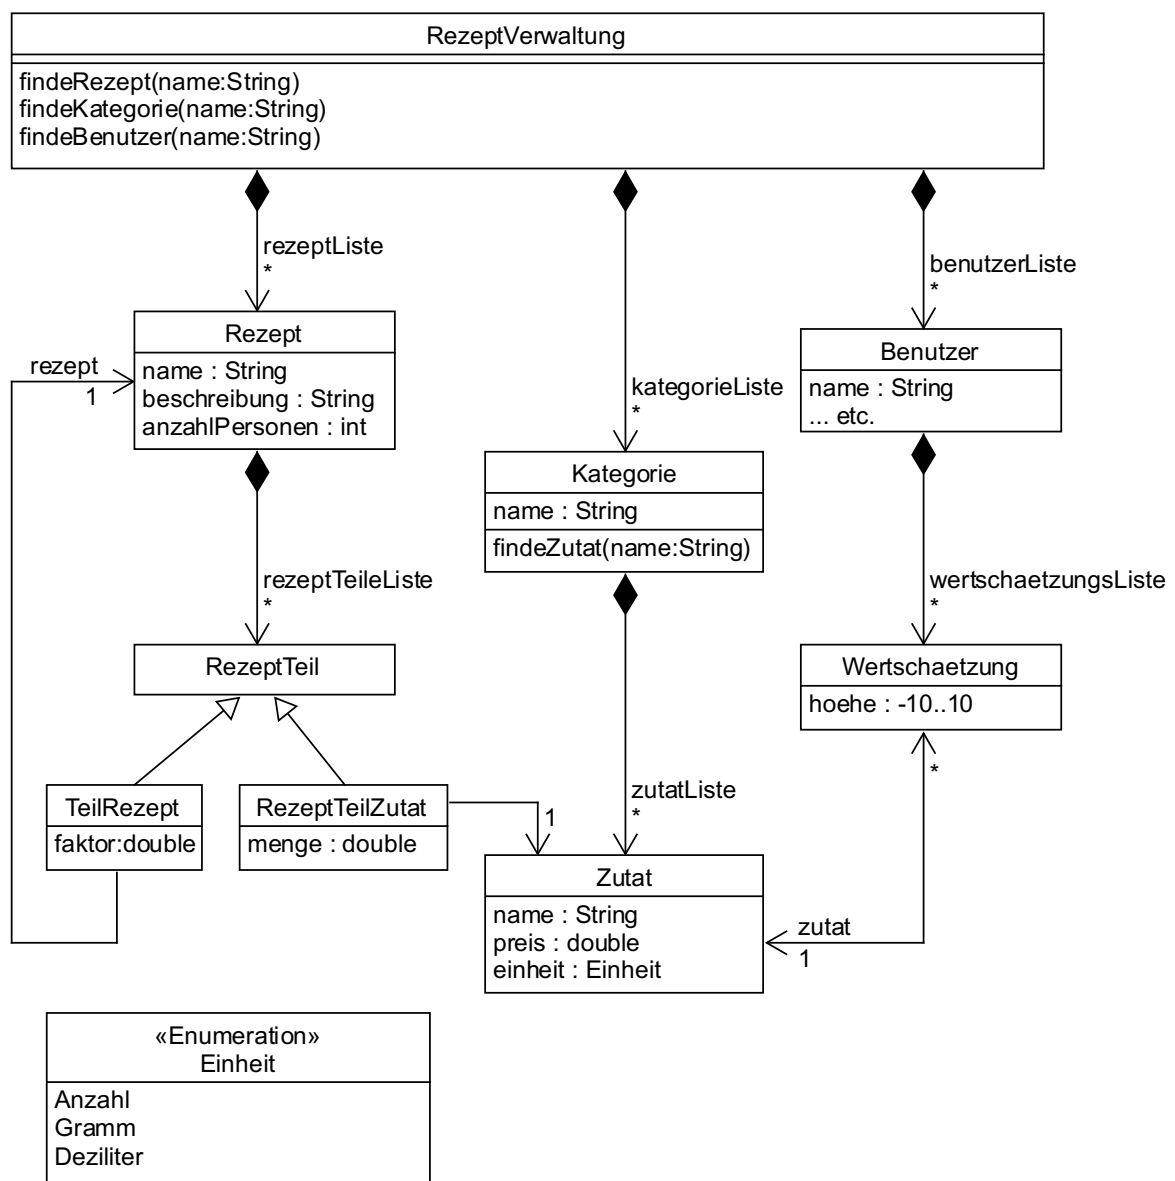 RezeptVerwaltung
findeRezept(name:String)
findeKategorie(name:String)
findeBenutzer(name:String)
rezeptListe
*
benutzerListe
*
Rezept
name : String
beschreibung : String
anzahlPersonen : int
rezept
1
kategorieListe
*
Benutzer
name : String
... etc.
Kategorie
name : String
findeZutat(name:String)
rezeptTeileListe
*
wertschaetzungsListe
*
RezeptTeil
Wertschaetzung
hoehe : -10..10
*
TeilRezept
faktor:double
RezeptTeilZutat
menge : double
1
zutatListe
*
Zutat
name : String
preis : double
einheit : Einheit
zutat
1
«Enumeration»
Einheit
Anzahl
Gramm
Deziliter